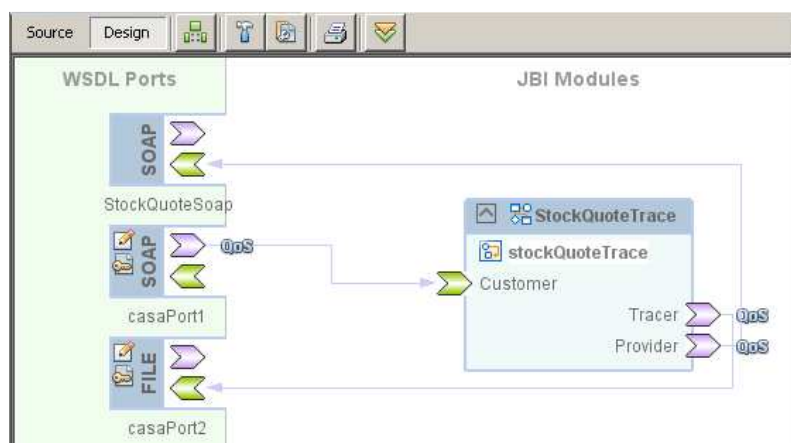 Source Design
WSDL Ports
JBI Modules
SOAP
StockQuoteSoap
SOAP
QoS
casaPort1
FILE
casaPort2
StockQuoteTrace
stockQuoteTrace
Customer
Tracer QoS
Provider QoS